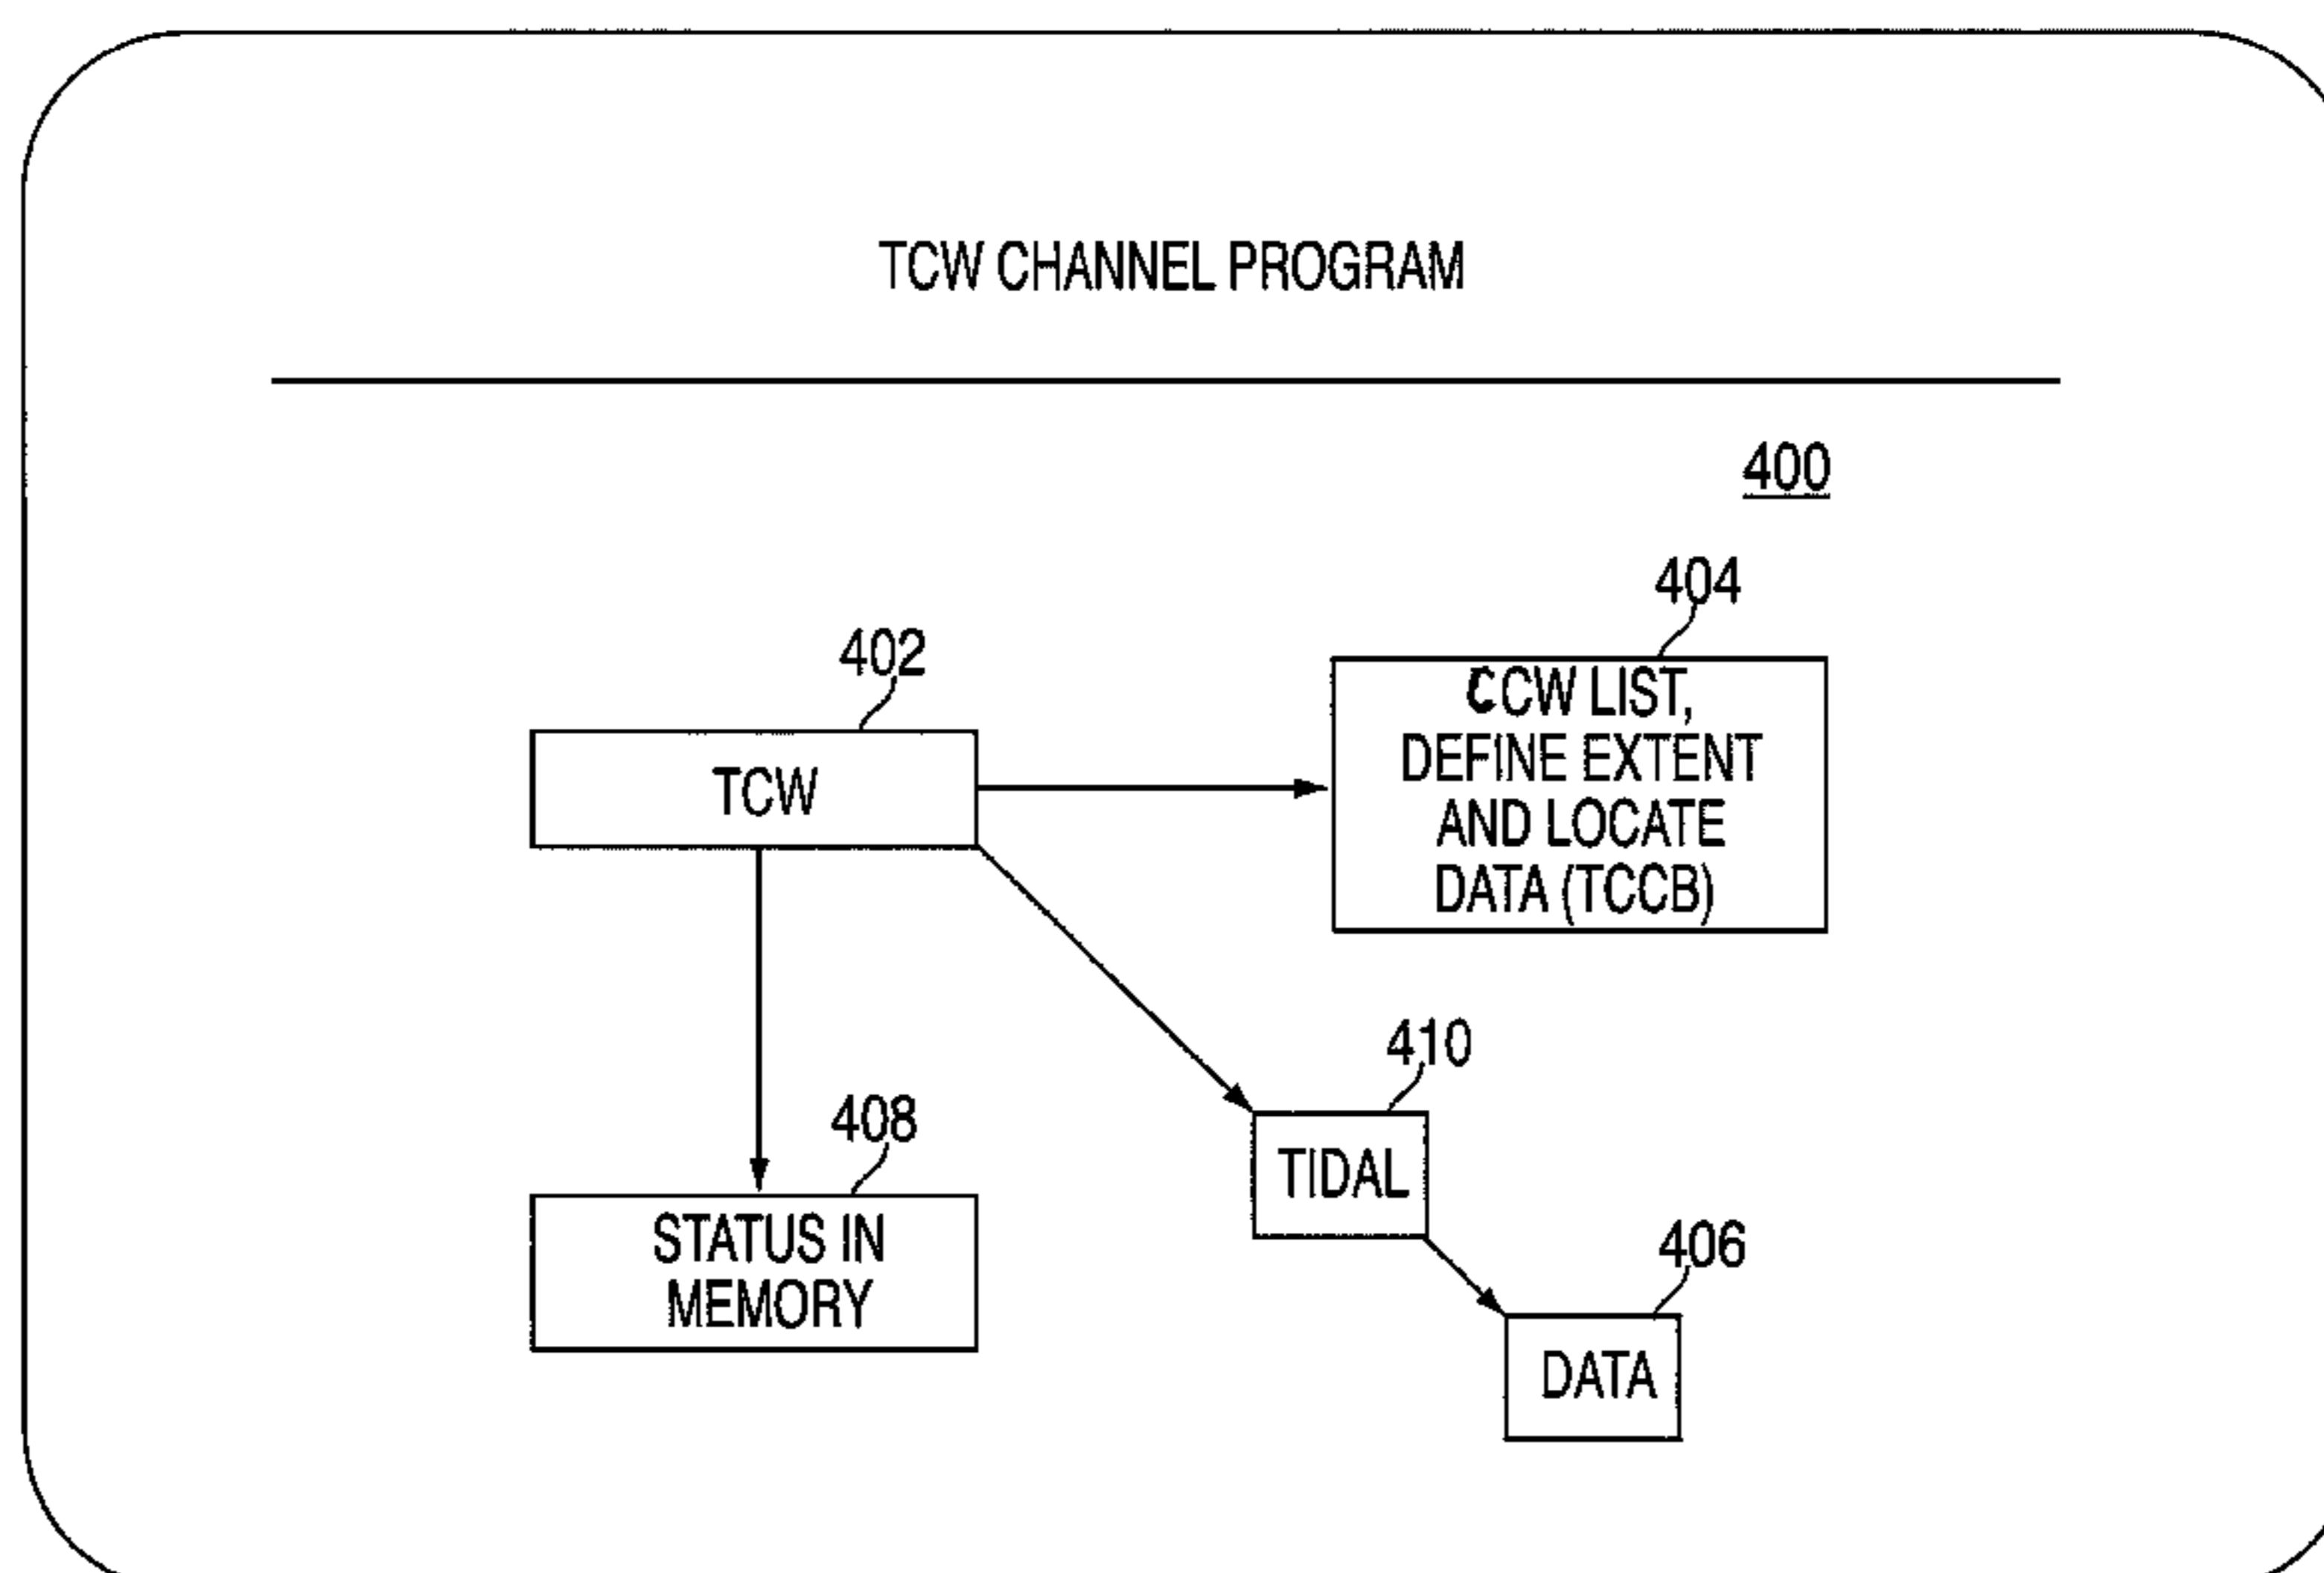 TCW CHANNEL PROGRAM
400
404
402
CCW LIST,
DEFINE EXTENT
AND LOCATE
DATA (TCCB)
TCW
410
408
TIDAL
STATUS IN
MEMORY
406
DATA